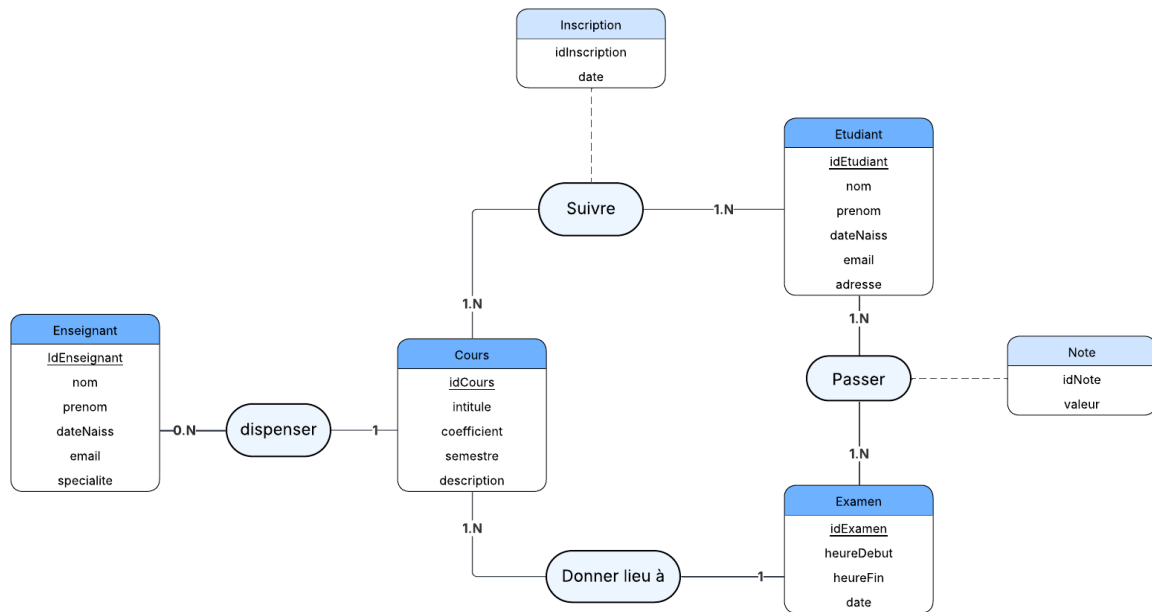 Inscription
idInscription
date
Etudiant
idEtudiant
nom
prenom
dateNaiss
email
adresse
Suivre
1.N
1.N
Enseignant
IdEnseignant
nom
prenom
dateNaiss
email
specialite
0.N
dispenser
1
Cours
idCours
intitule
coefficient
semestre
description
1.N
Passer
1.N
Note
idNote
valeur
1.N
Donner lieu à
1
Examen
idExamen
heureDebut
heureFin
date